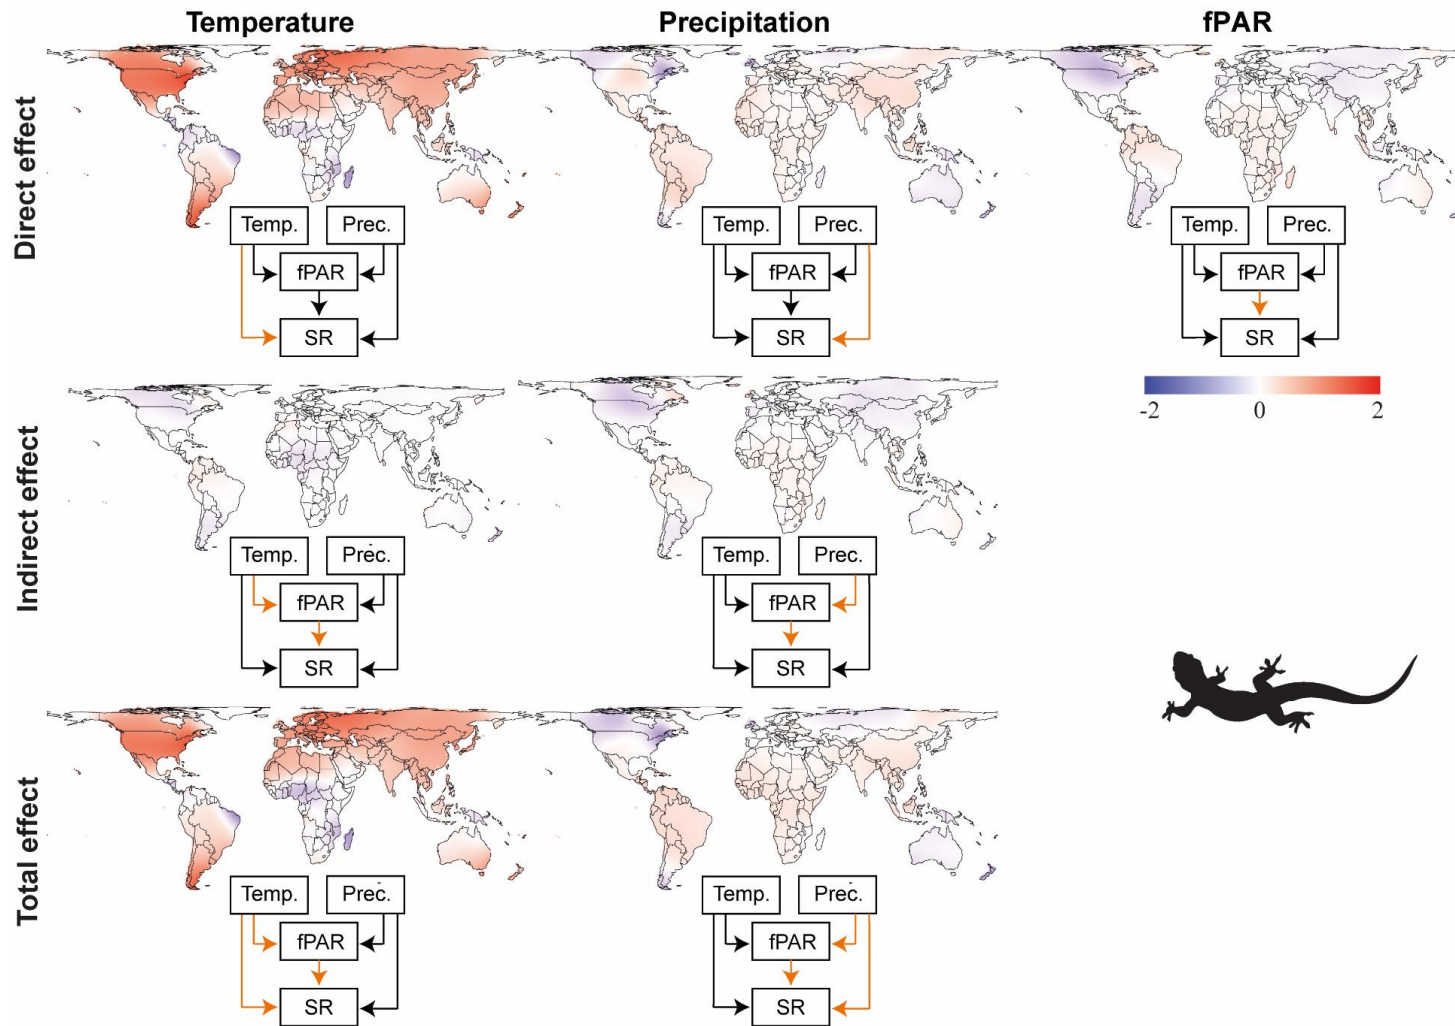 Temperature
Precipitation
fPAR
Direct effect
Temp.
Prec.
fPAR
SR
Temp.
Prec.
fPAR
SR
Temp.
Prec.
fPAR
SR
-2
0
2
Indirect effect
Temp.
Prec.
fPAR
SR
Temp.
Prec.
fPAR
SR
Total effect
Temp.
Prec.
fPAR
SR
Temp.
Prec.
fPAR
SR